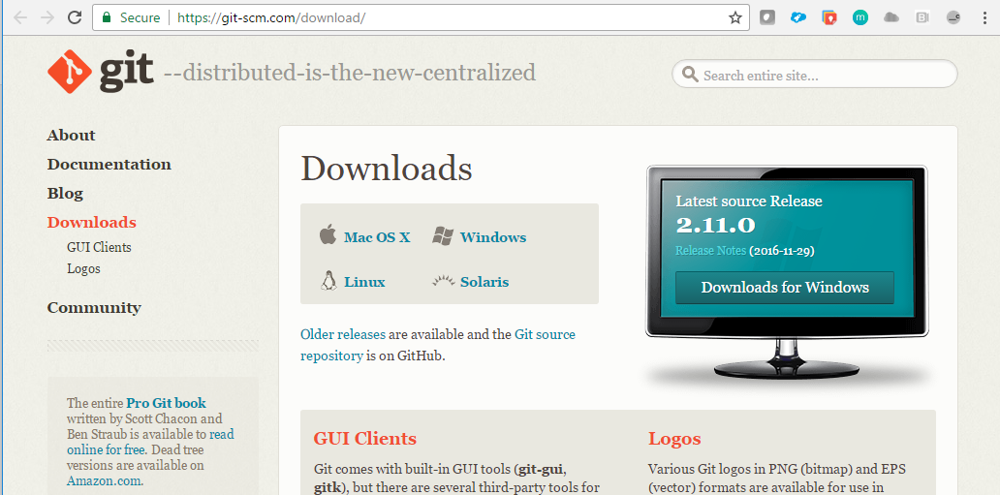 Secure https://git-scm.com/download/
git --distributed-is-the-new-centralized
Search entire site...
About
Documentation
Blog
Downloads
GUI Clients
Logos
Community
The entire Pro Git book
written by Scott Chacon and
Ben Straub is available to read
online for free. Dead tree
versions are available on
Amazon.com.
Downloads
Mac OS X Windows
Linux Solaris
Older releases are available and the Git source
repository is on GitHub.
Latest source Release
2.11.0
Release Notes (2016-11-29)
Downloads for Windows
GUI Clients
Git comes with built-in GUI tools (git-gui,
gitk), but there are several third-party tools for
Logos
Various Git logos in PNG (bitmap) and EPS
(vector) formats are available for use in